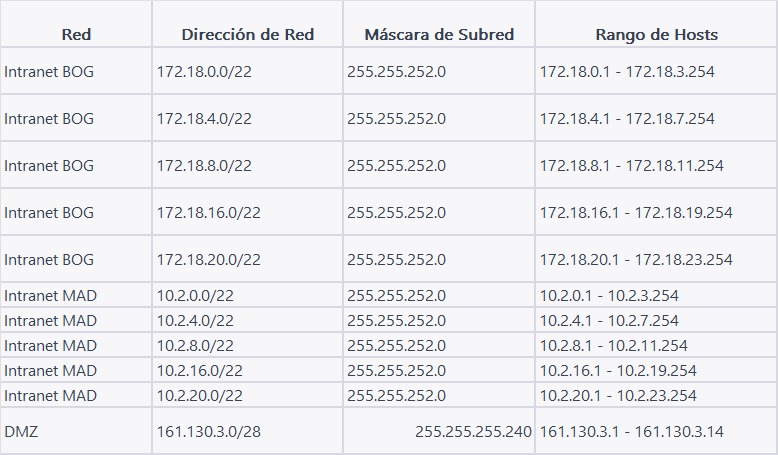 Red Dirección de Red Máscara de Subred Rango de Hosts
Intranet BOG 172.18.0.0/22 255.255.252.0 172.18.0.1 - 172.18.3.254
Intranet BOG 172.18.4.0/22 255.255.252.0 172.18.4.1 - 172.18.7.254
Intranet BOG 172.18.8.0/22 255.255.252.0 172.18.8.1 - 172.18.11.254
Intranet BOG 172.18.16.0/22 255.255.252.0 172.18.16.1 - 172.18.19.254
Intranet BOG 172.18.20.0/22 255.255.252.0 172.18.20.1 - 172.18.23.254
Intranet MAD 10.2.0.0/22 255.255.252.0 10.2.0.1 - 10.2.3.254
Intranet MAD 10.2.4.0/22 255.255.252.0 10.2.4.1 - 10.2.7.254
Intranet MAD 10.2.8.0/22 255.255.252.0 10.2.8.1 - 10.2.11.254
Intranet MAD 10.2.16.0/22 255.255.252.0 10.2.16.1 - 10.2.19.254
Intranet MAD 10.2.20.0/22 255.255.252.0 10.2.20.1 - 10.2.23.254
DMZ 161.130.3.0/28 255.255.255.240 161.130.3.1 - 161.130.3.14